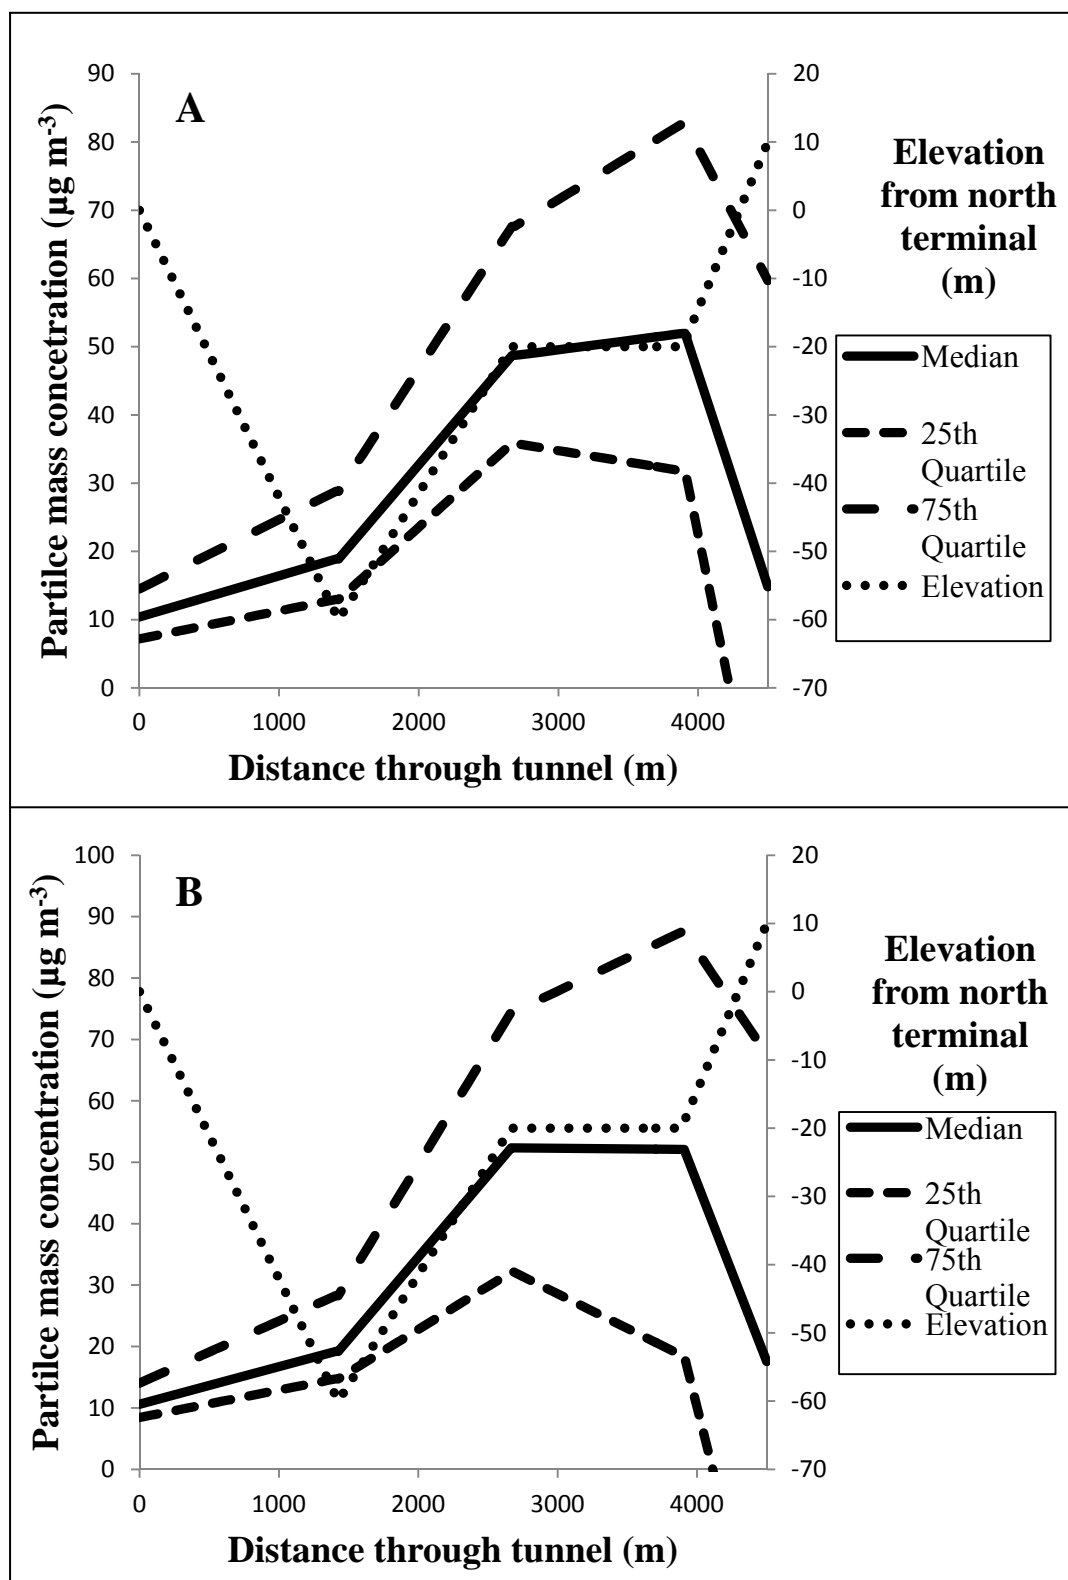 A
Partilce mass concetration (µg m-3)
90
80
70
60
50
40
30
20
10
0
0 1000 2000 3000 4000
Distance through tunnel (m)
20
10
0
-10
-20
-30
-40
-50
-60
-70
Elevation
from north
terminal
(m)
Median
25th
Quartile
75th
Quartile
Elevation
B
Partilce mass concentration (µg m-3)
100
90
80
70
60
50
40
30
20
10
0
0 1000 2000 3000 4000
Distance through tunnel (m)
20
10
0
-10
-20
-30
-40
-50
-60
-70
Elevation
from north
terminal
(m)
Median
25th
Quartile
75th
Quartile
Elevation